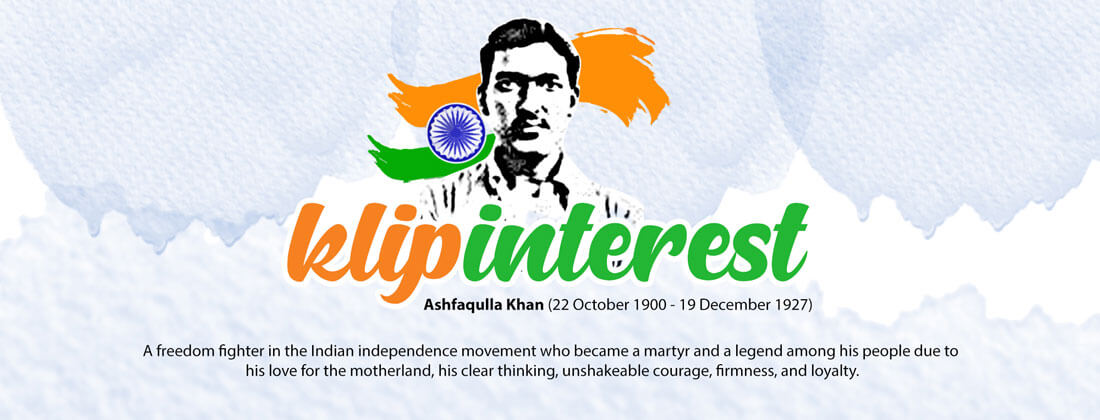 klipinterest
Ashfaqulla Khan (22 October 1900 - 19 December 1927)
A freedom fighter in the Indian independence movement who became a martyr and a legend among his people due to
his love for the motherland, his clear thinking, unshakeable courage, firmness, and loyalty.